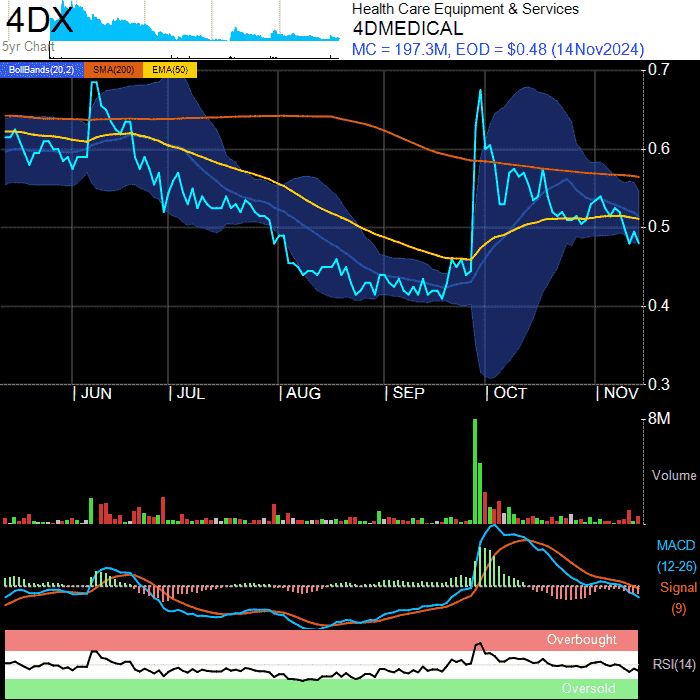 4DX
5yr Chart
Health Care Equipment & Services
4DMEDICAL
MC = 197.3M, EOD = $0.48 (14Nov2024)
BollBands(20,2) SMA(200) EMA(50)
0.7
0.6
0.5
0.4
0.3
JUN JUL AUG SEP OCT NOV
8M
Volume
MACD
(12-26)
Signal
(9)
Overbought
RSI(14)
Oversold